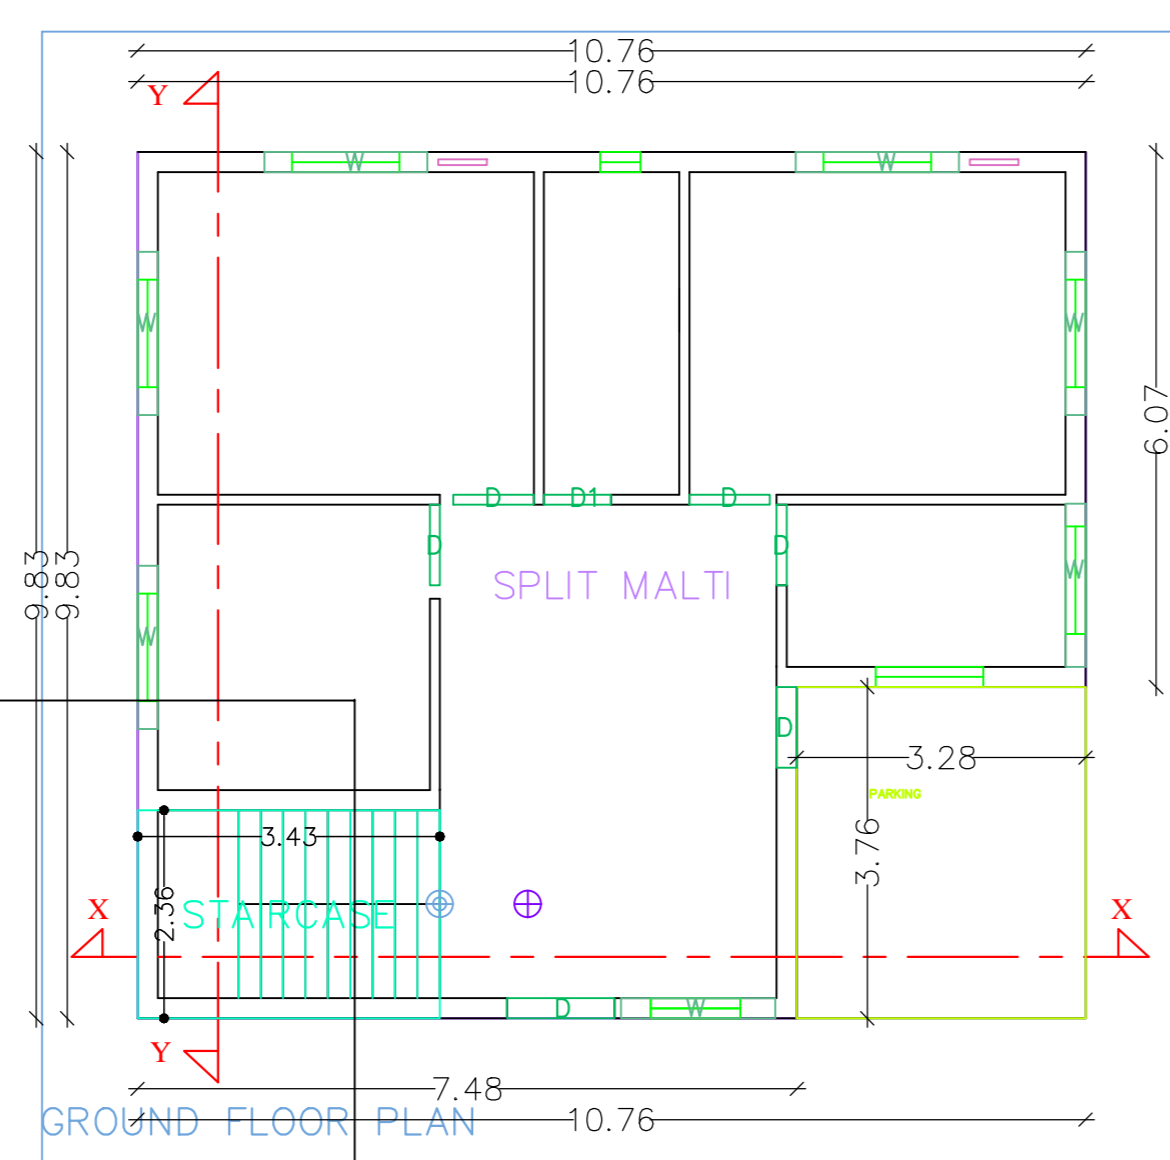 10.76
10.76
Y
W
W
W
W
6.07
D
D1
D
D
D
9.83
9.83
SPLIT MALTI
W
W
D
3.28
PARKING
3.43
3.76
2.36
STAIRCASE
X
X
D
W
Y
7.48
GROUND FLOOR PLAN
10.76